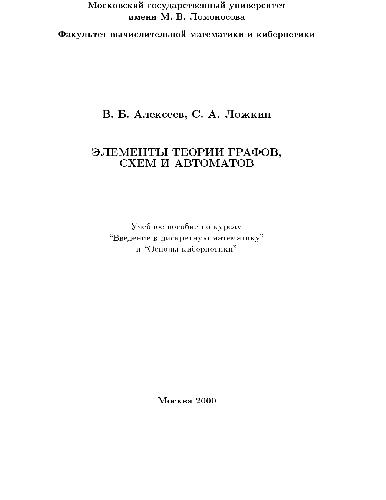 Московский государственный университет
имени М. В. Ломоносова
Факультет вычислительной математики и кибернетики
В. Б. Алексеев, С. А. Ложкин
ЭЛЕМЕНТЫ ТЕОРИИ ГРАФОВ,
СХЕМ И АВТОМАТОВ
Учебное пособие по курсу
“Введение в дискретную математику”
и “Основы кибернетики”
Москва 2000